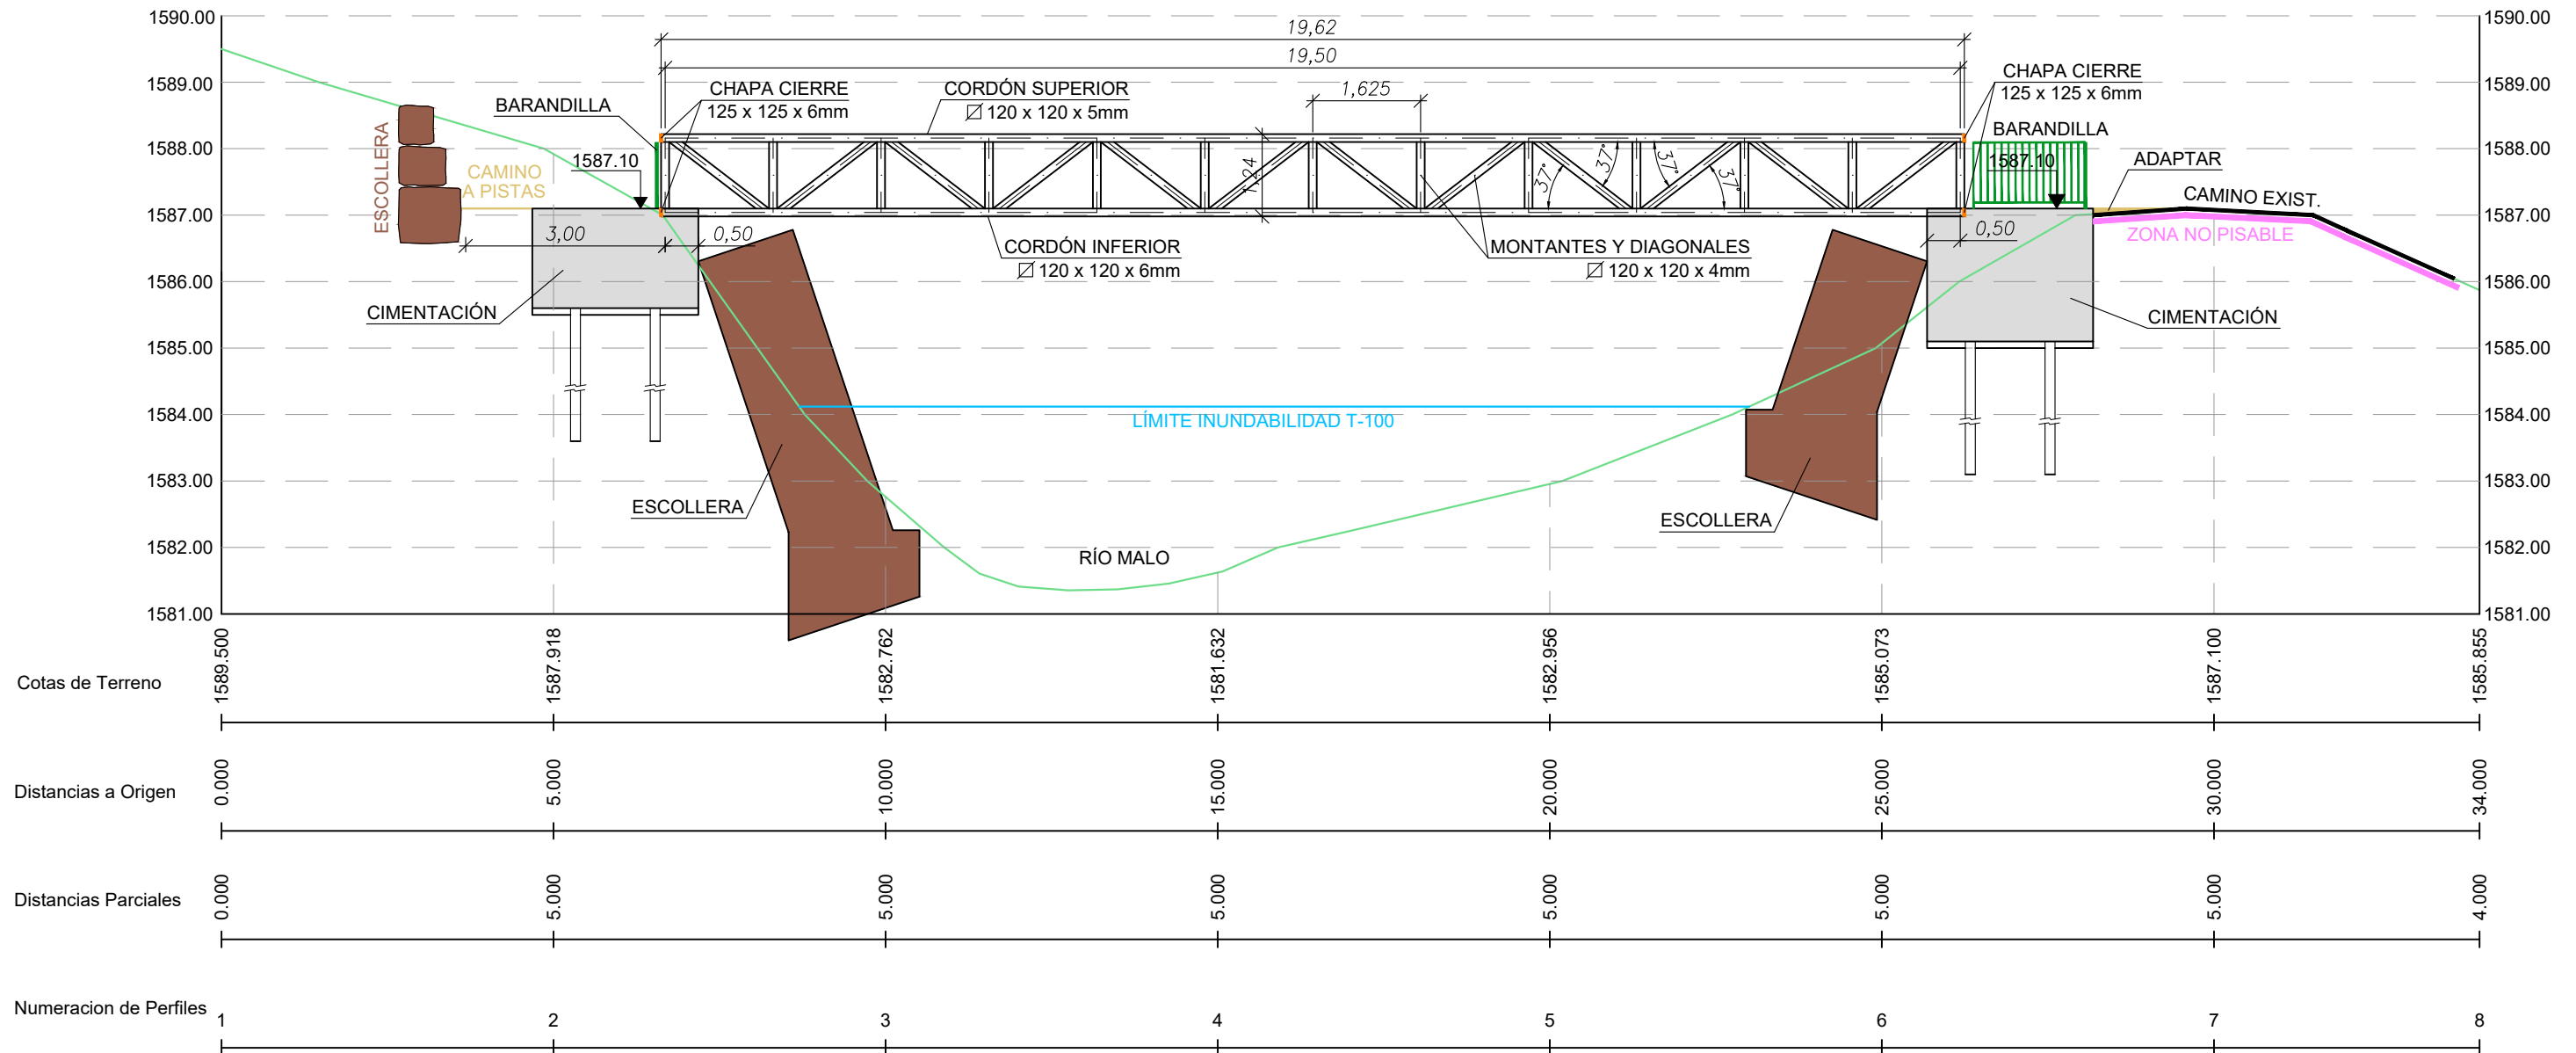 1590.00
1589.00
1588.00
1587.00
1586.00
1585.00
1584.00
1583.00
1582.00
1581.00
1590.00
1589.00
1588.00
1587.00
1586.00
1585.00
1584.00
1583.00
1582.00
1581.00
19,62
19,50
1,625
1,24
BARANDILLA
CHAPA CIERRE
125 x 125 x 6mm
CORDÓN SUPERIOR
120 x 120 x 5mm
CHAPA CIERRE
125 x 125 x 6mm
BARANDILLA
ESCOLLERA
CAMINO
A PISTAS
1587.10
1587.10
ADAPTAR
CAMINO EXIST.
ZONA NO PISABLE
37°
37°
37°
37°
3,00
0,50
0,50
CORDÓN INFERIOR
120 x 120 x 6mm
MONTANTES Y DIAGONALES
120 x 120 x 4mm
CIMENTACIÓN
CIMENTACIÓN
LÍMITE INUNDABILIDAD T-100
ESCOLLERA
ESCOLLERA
RÍO MALO
Cotas de Terreno
1589.500
1587.918
1582.762
1581.632
1582.956
1585.073
1587.100
1585.855
Distancias a Origen
0.000
5.000
10.000
15.000
20.000
25.000
30.000
34.000
Distancias Parciales
0.000
5.000
5.000
5.000
5.000
5.000
5.000
4.000
Numeracion de Perfiles
1
2
3
4
5
6
7
8